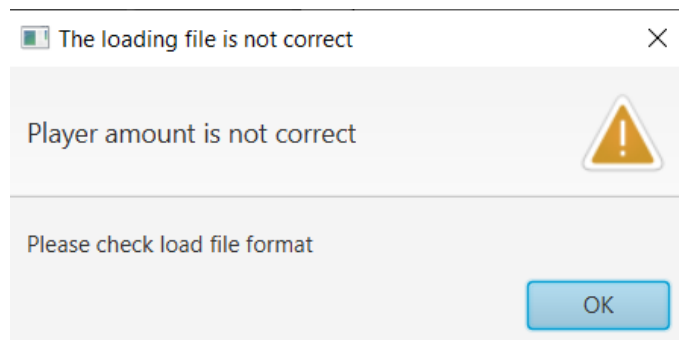 The loading file is not correct
Player amount is not correct
Please check load file format
OK